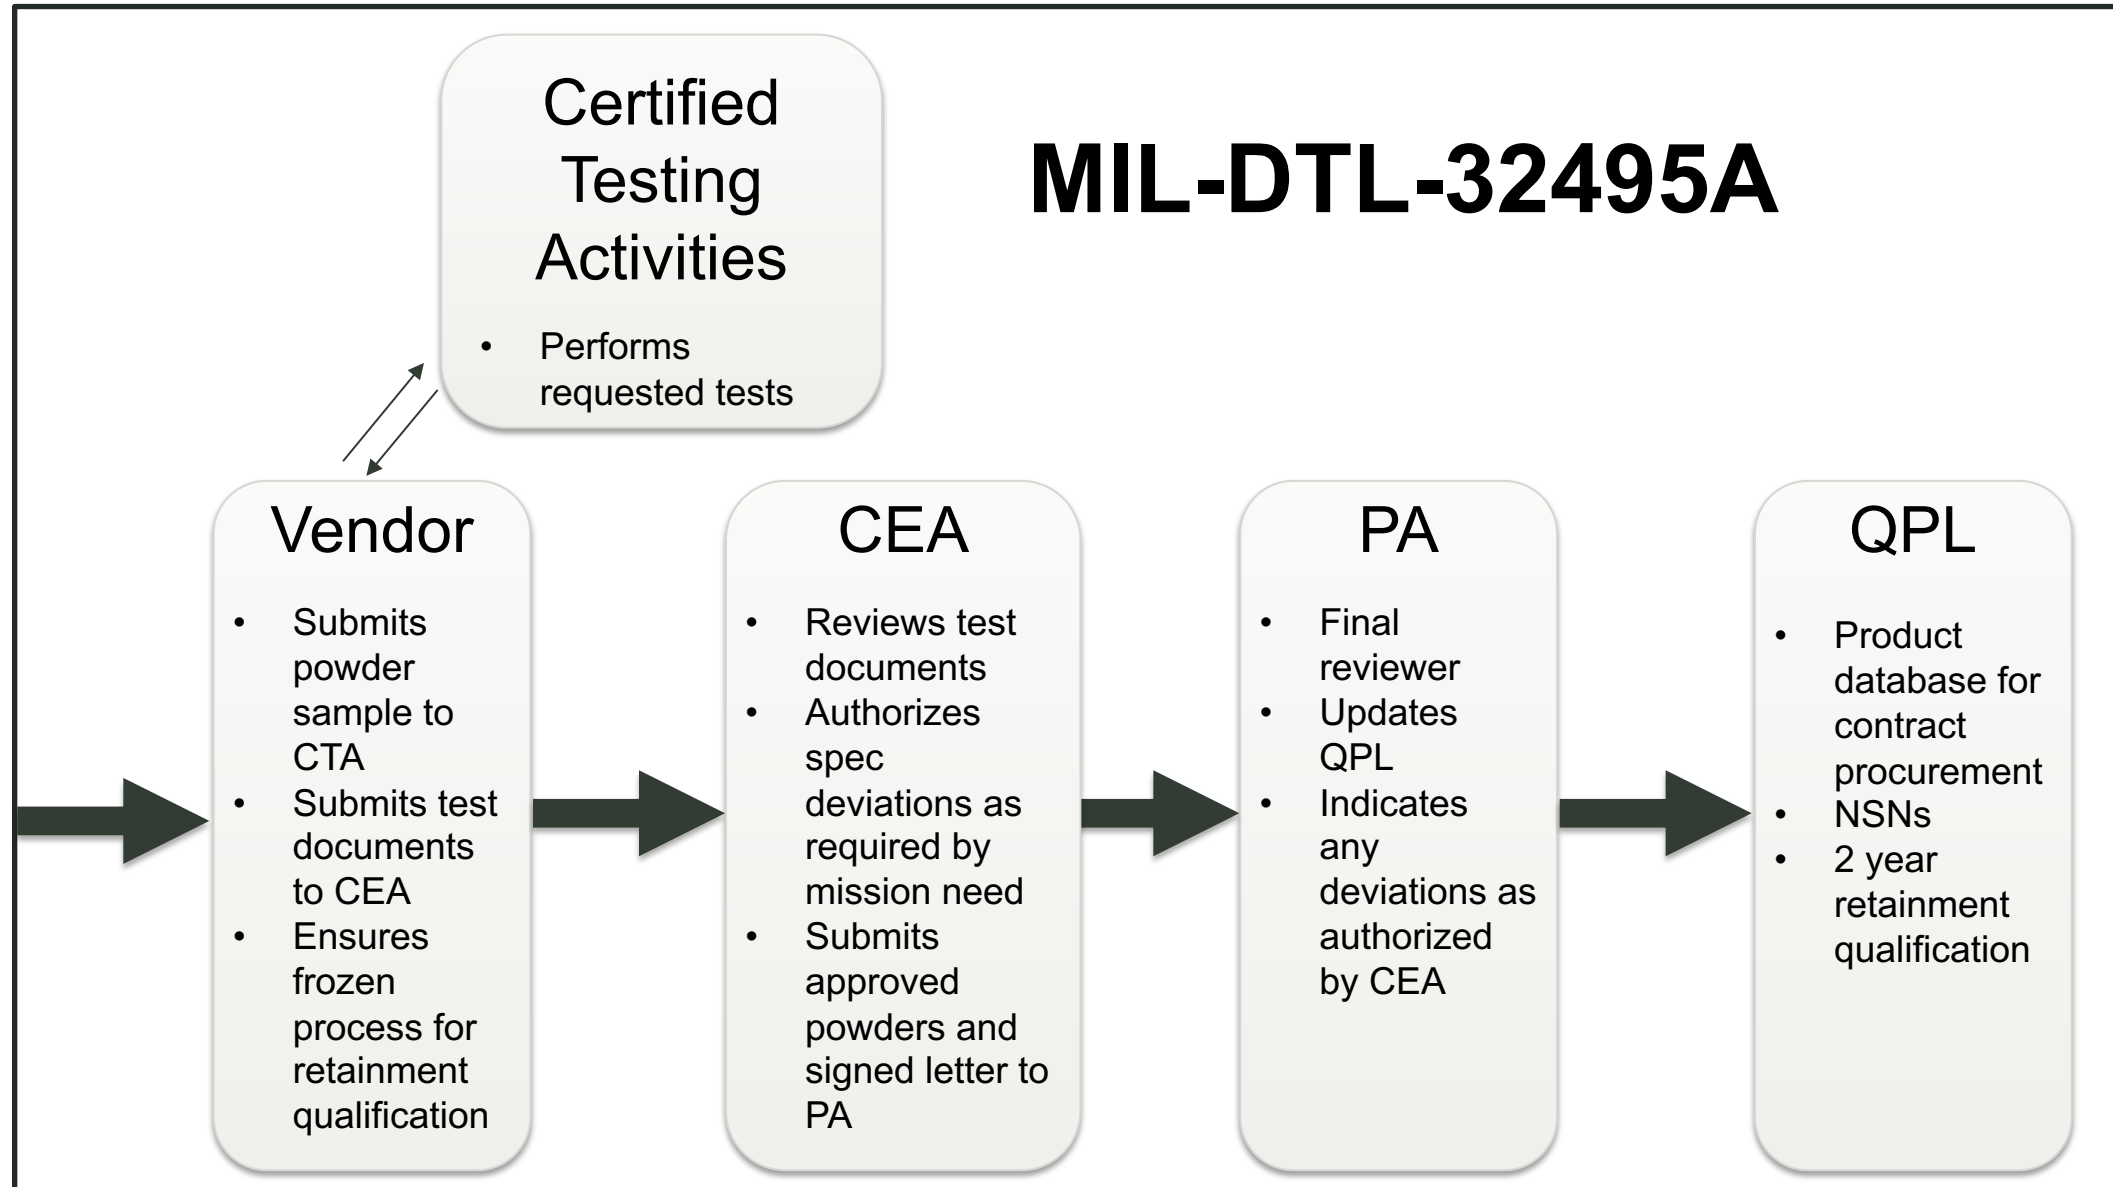 Certified
Testing
Activities
• Performs
requested tests
MIL-DTL-32495A
Vendor
• Submits
powder
sample to
CTA
• Submits test
documents
to CEA
• Ensures
frozen
process for
retainment
qualification
CEA
• Reviews test
documents
• Authorizes
spec
deviations as
required by
mission need
• Submits
approved
powders and
signed letter to
PA
PA
• Final
reviewer
• Updates
QPL
• Indicates
any
deviations as
authorized
by CEA
QPL
• Product
database for
contract
procurement
• NSNs
• 2 year
retainment
qualification